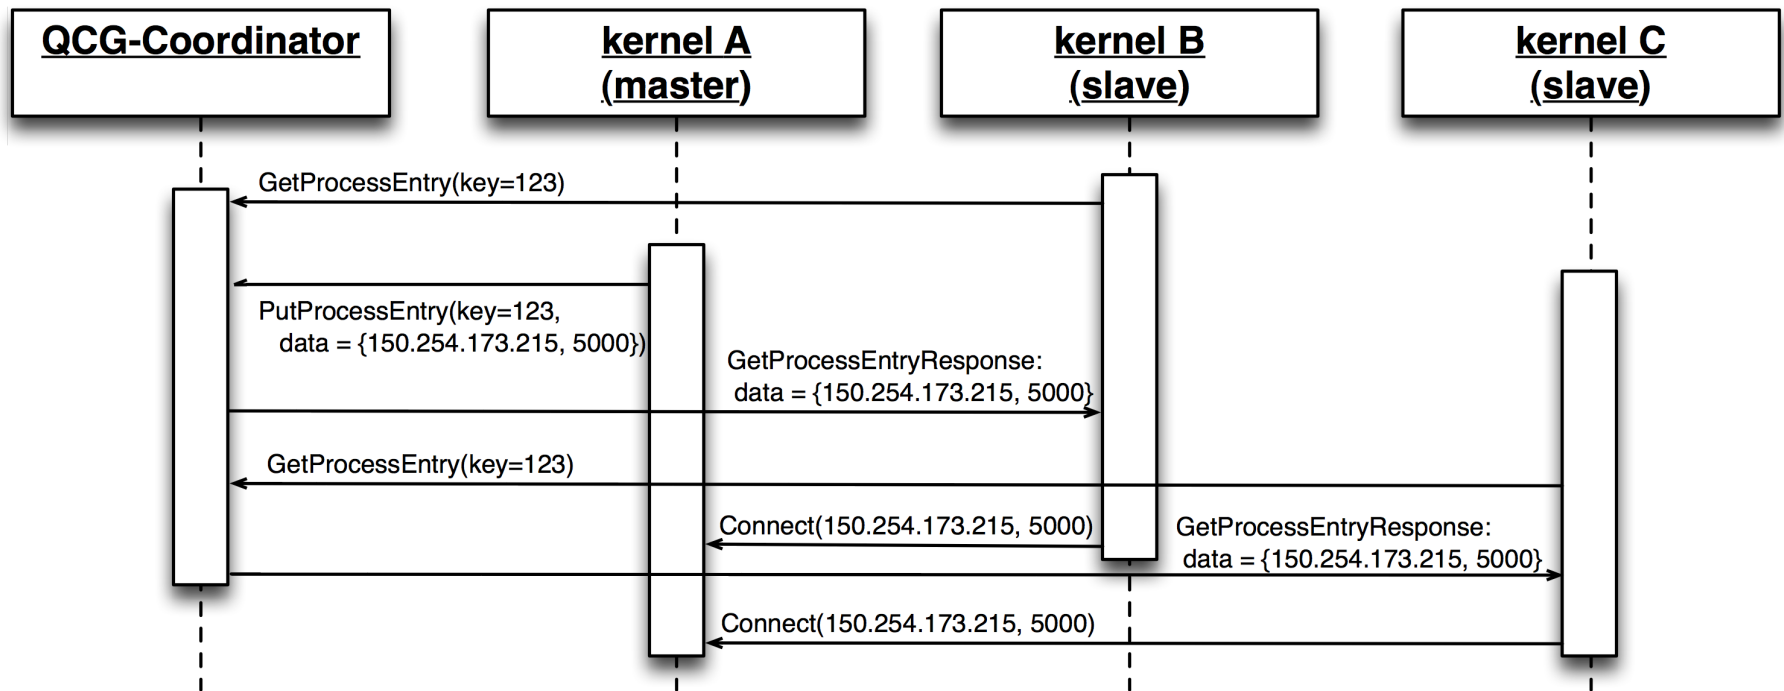 QCG-Coordinator
kernel A
(master)
kernel B
(slave)
kernel C
(slave)
GetProcessEntry(key=123)
PutProcessEntry(key=123,
data = {150.254.173.215, 5000})
GetProcessEntryResponse:
data = {150.254.173.215, 5000}
GetProcessEntry(key=123)
Connect(150.254.173.215, 5000)
GetProcessEntryResponse:
data = {150.254.173.215, 5000}
Connect(150.254.173.215, 5000)